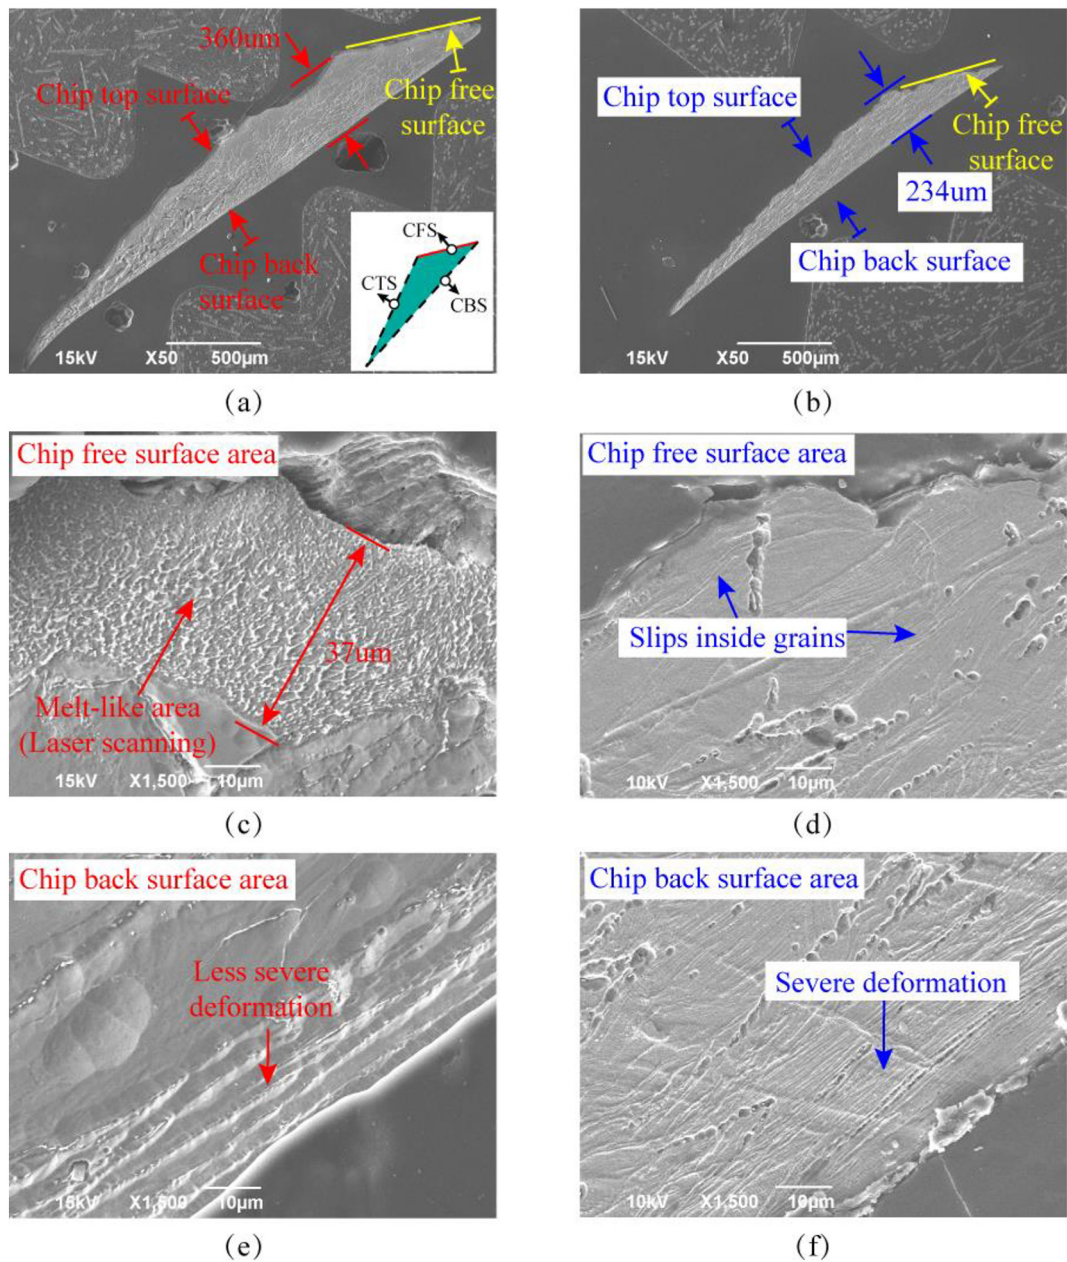 360um
Chip top surface
Chip free
surface
Chip back
surface
CFS
CTS
CBS
15kV X50 500μm
(a)
Chip top surface
Chip free
surface
234um
Chip back surface
15kV X50 500μm
(b)
Chip free surface area
37um
Melt-like area
(Laser scanning)
15kV X1,500 10μm
(c)
Chip free surface area
Slips inside grains
10kV X1,500 10μm
(d)
Chip back surface area
Less severe
deformation
15kV X1,500 10μm
(e)
Chip back surface area
Severe deformation
10kV X1,500 10μm
(f)